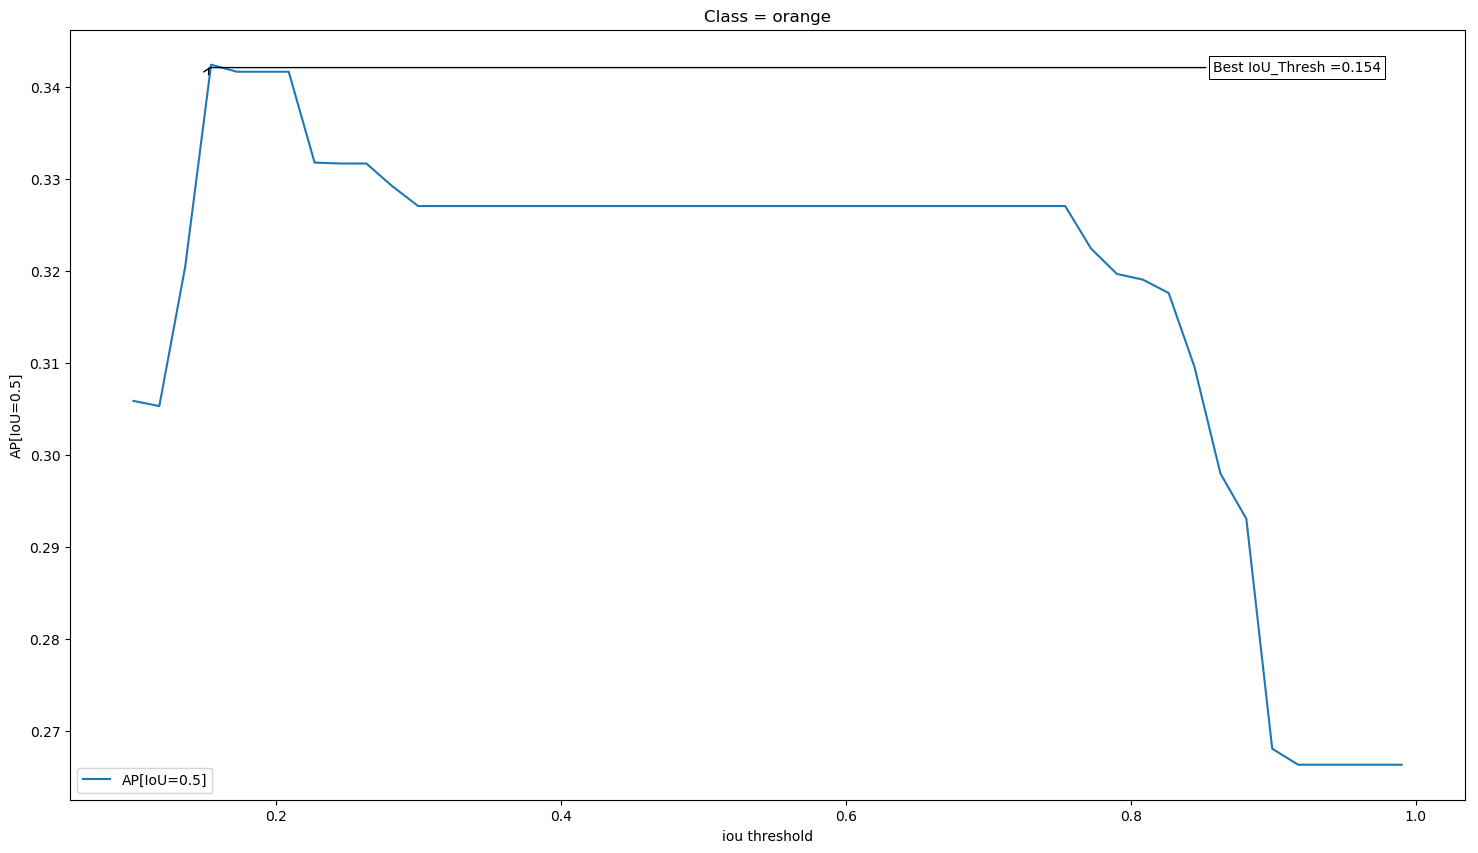 Class = orange
Best IoU_Thresh =0.154
0.34
0.33
0.32
0.31
0.30
0.29
0.28
0.27
AP[IoU=0.5]
AP[IoU=0.5]
0.2
0.4
0.6
0.8
1.0
iou threshold